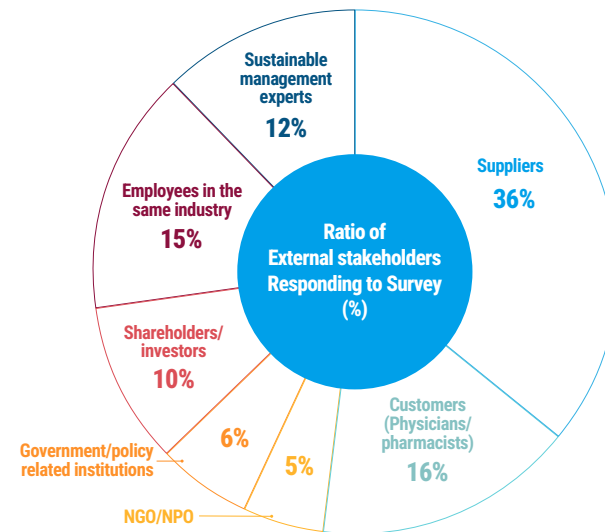 Sustainable
management
experts
12%
Suppliers
36%
Employees in the
same industry
15%
Ratio of
External stakeholders
Responding to Survey
(%)
Shareholders/
investors
10%
Customers
(Physicians/
pharmacists)
16%
6%
Government/policy
related institutions
5%
NGO/NPO